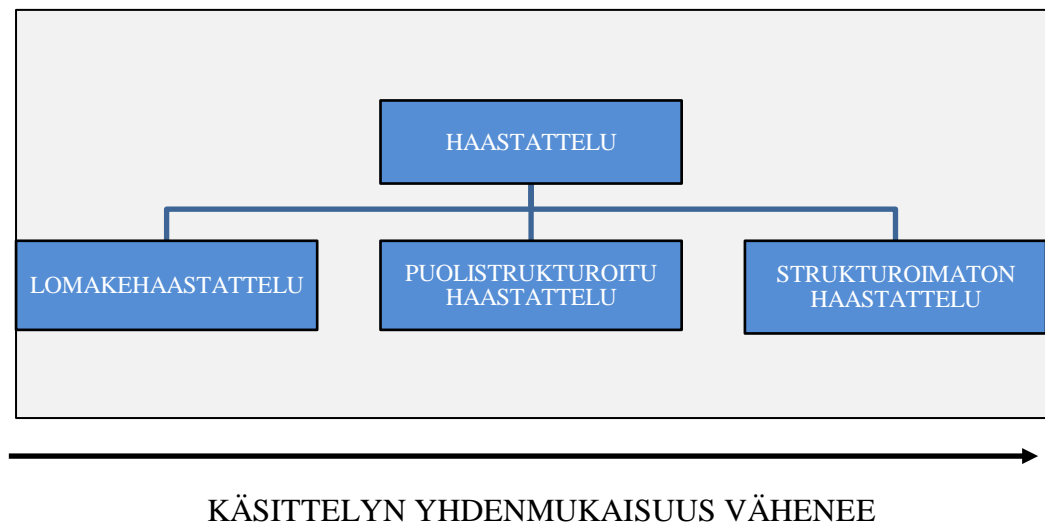 HAASTATTELU
LOMAKEHAASTATTELU
PUOLISTRUKTUROITU
HAASTATTELU
STRUKTUROIMATON
HAASTATTELU
KÄSITTELYN YHDENMUKAISUUS VÄHENEE